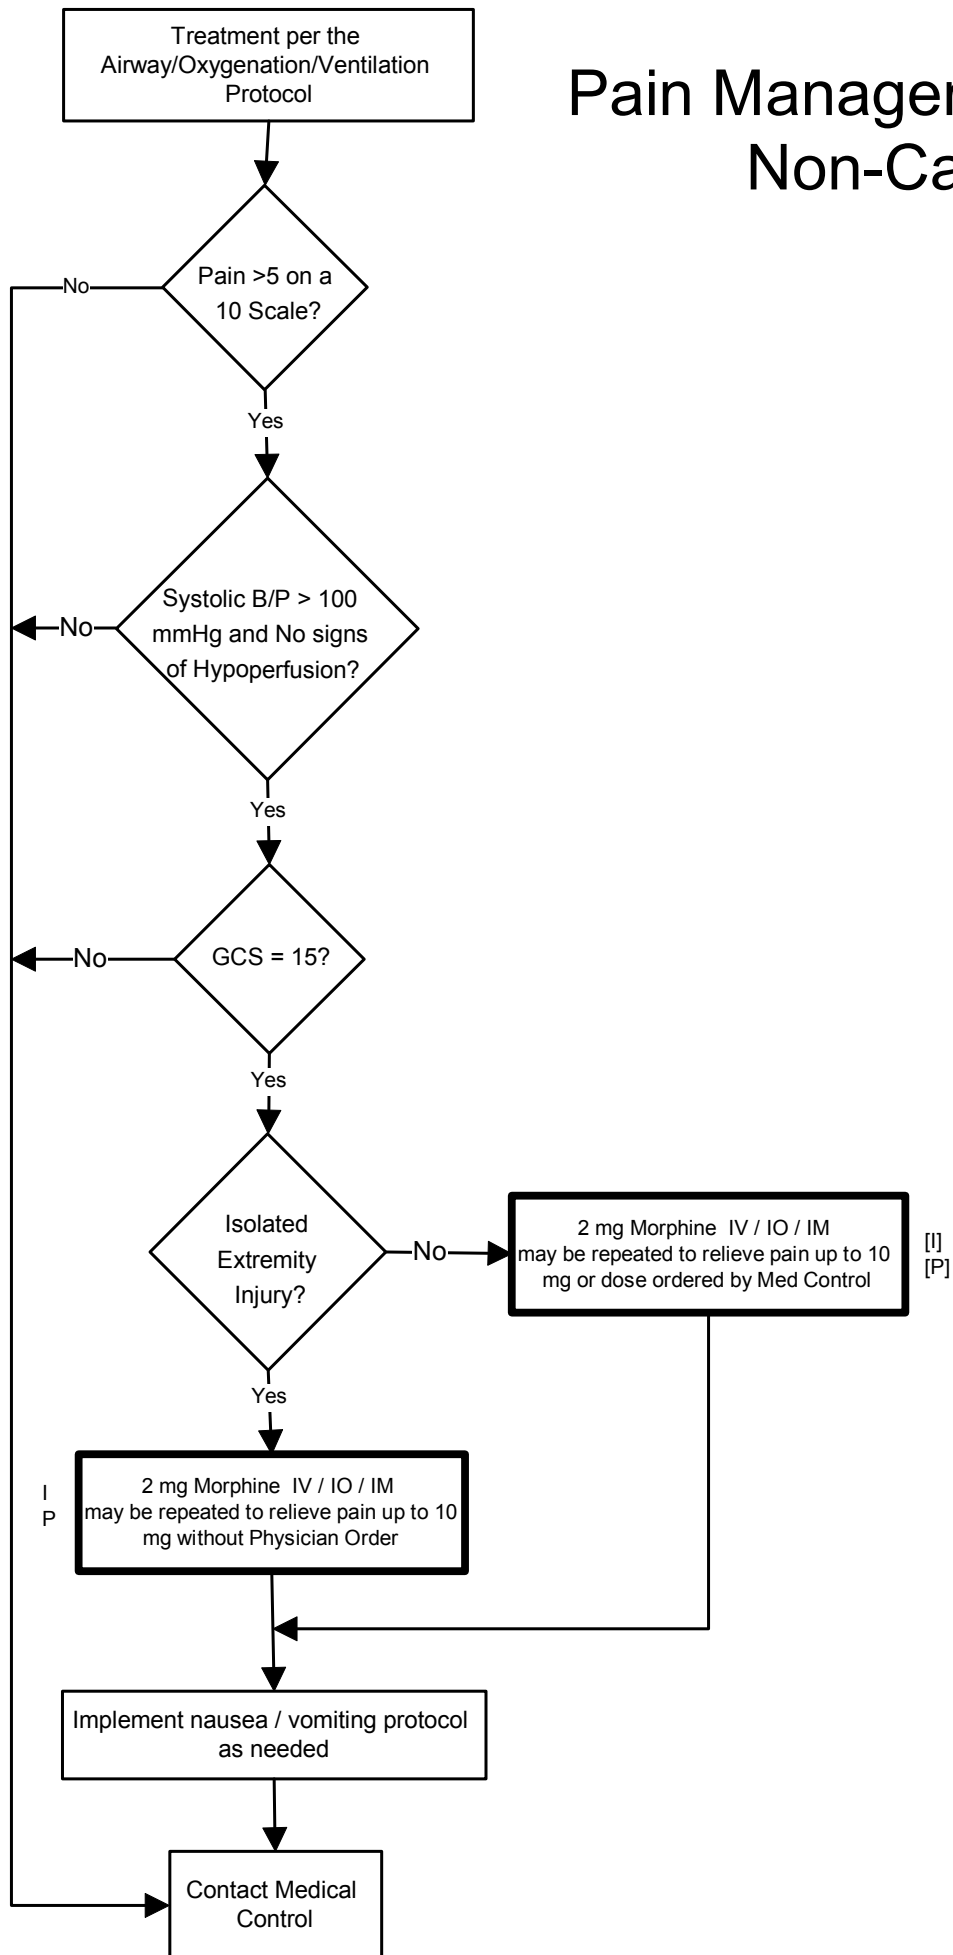 Treatment per the
Airway/Oxygenation/Ventilation
Protocol
Pain Manager
Non-Ca
Pain >5 on a
10 Scale?
No
Yes
Systolic B/P > 100
mmHg and No signs
of Hypoperfusion?
No
Yes
GCS = 15?
No
Yes
Isolated
Extremity
Injury?
No
2 mg Morphine IV / IO / IM
may be repeated to relieve pain up to 10
mg or dose ordered by Med Control
[I]
[P]
Yes
I
P
2 mg Morphine IV / IO / IM
may be repeated to relieve pain up to 10
mg without Physician Order
Implement nausea / vomiting protocol
as needed
Contact Medical
Control